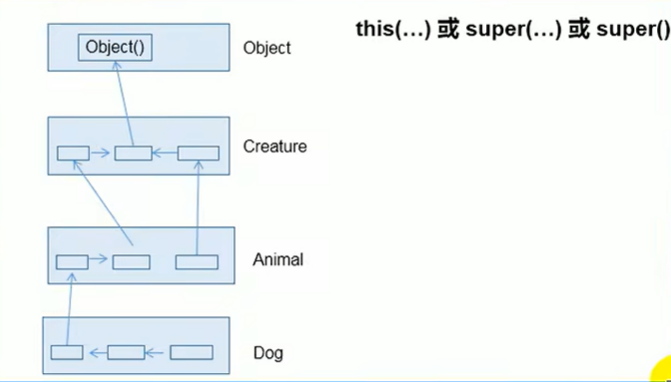 this(...) 或 super(...) 或 super()
Object()
Object
Creature
Animal
Dog